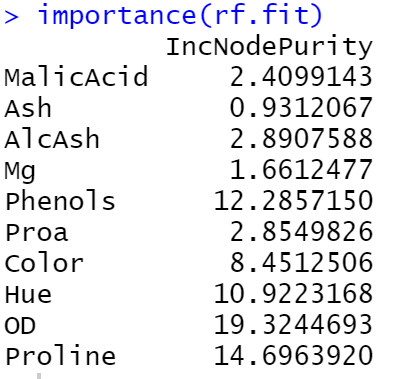 > importance(rf.fit)
IncNodePurity
MalicAcid 2.4099143
Ash 0.9312067
AlcAsh 2.8907588
Mg 1.6612477
Phenols 12.2857150
Proa 2.8549826
Color 8.4512506
Hue 10.9223168
OD 19.3244693
Proline 14.6963920